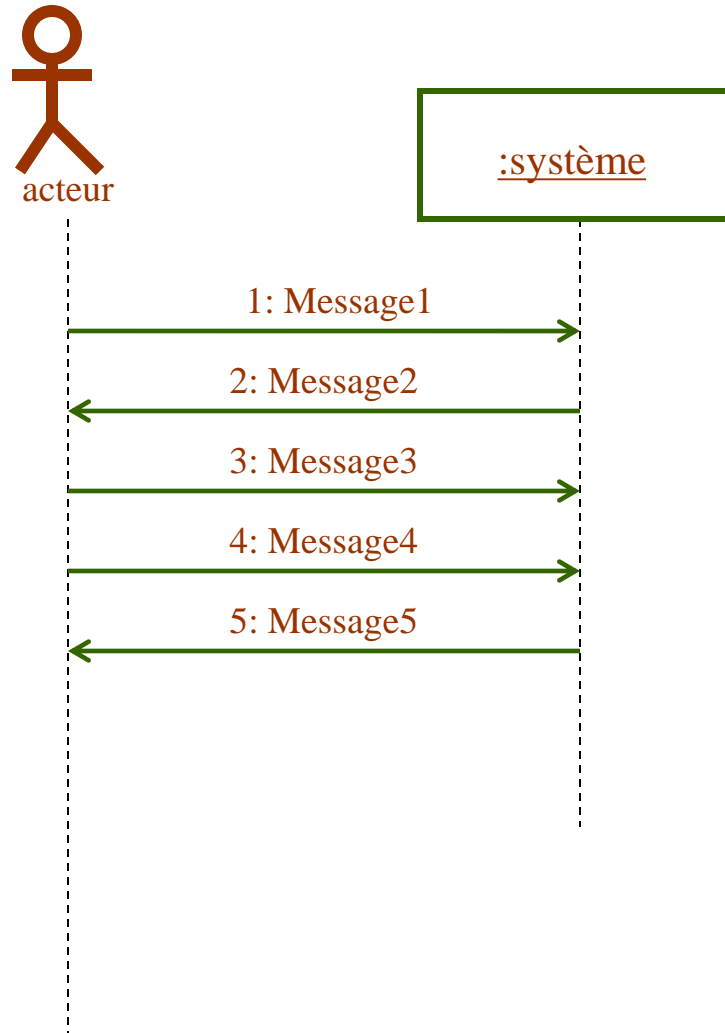 acteur
:système
1: Message1
2: Message2
3: Message3
4: Message4
5: Message5